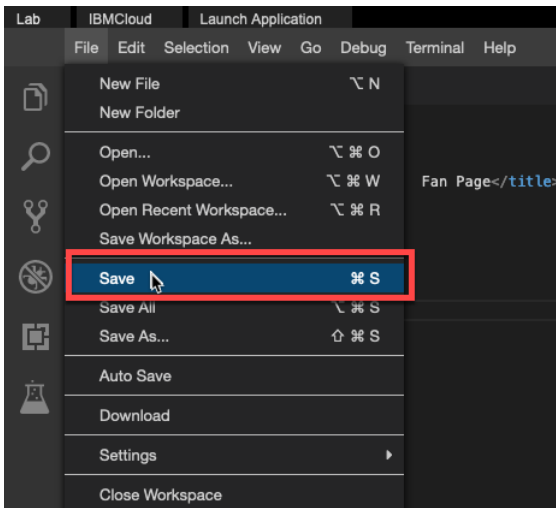 Lab IBMCloud Launch Application
File Edit Selection View Go Debug Terminal Help
New File ⌥ N
New Folder
Open... ⌥ ⌘ O
Open Workspace... ⌥ ⌘ W
Fan Page</title>
Open Recent Workspace... ⌥ ⌘ R
Save Workspace As...
Save ⌘ S
Save All ⌥ ⌘ S
Save As... ⇧ ⌘ S
Auto Save
Download
Settings
Close Workspace